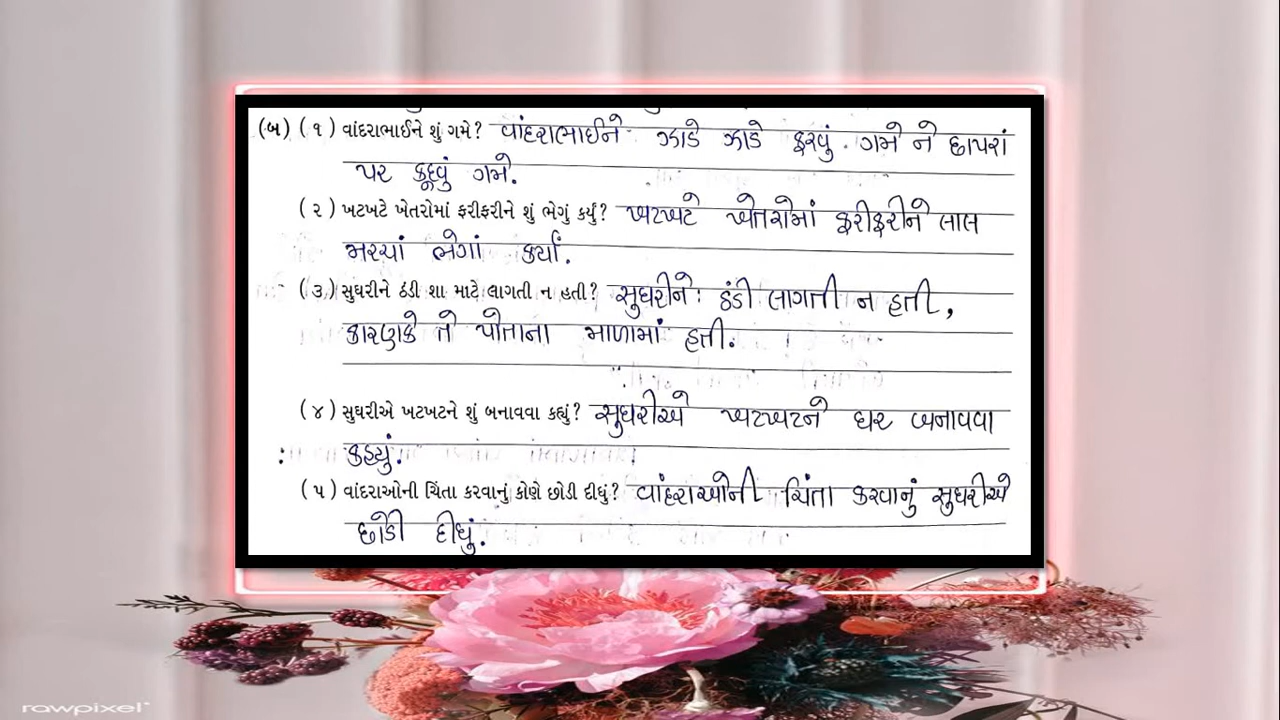 (બ) (૧) વાંદરાભાઈને શું ગમે? વાંદરાભાઈને ઝાડે ઝાડે ફરવું ગમે ને છાપરાં
પર કૂદવું ગમે.
(૨) ખટખટે ખેતરોમાં ફરીફરીને શું ભેગું કર્યું? ખટખટે ખેતરોમાં ફરીફરીને લાલ
મરચાં ભેગાં કર્યાં.
(૩) સુઘરીને ઠંડી શા માટે લાગતી ન હતી? સુઘરીને ઠંડી લાગતી ન હતી,
કારણકે તે પોતાના માળામાં હતી.
(૪) સુઘરીએ ખટખટને શું બનાવવા કહ્યું? સુઘરીએ ખટખટને ઘર બનાવવા
કહ્યું.
(૫) વાંદરાઓની ચિંતા કરવાનું કોણે છોડી દીધું? વાંદરાઓની ચિંતા કરવાનું સુઘરીએ
છોડી દીધું.
rawpixel